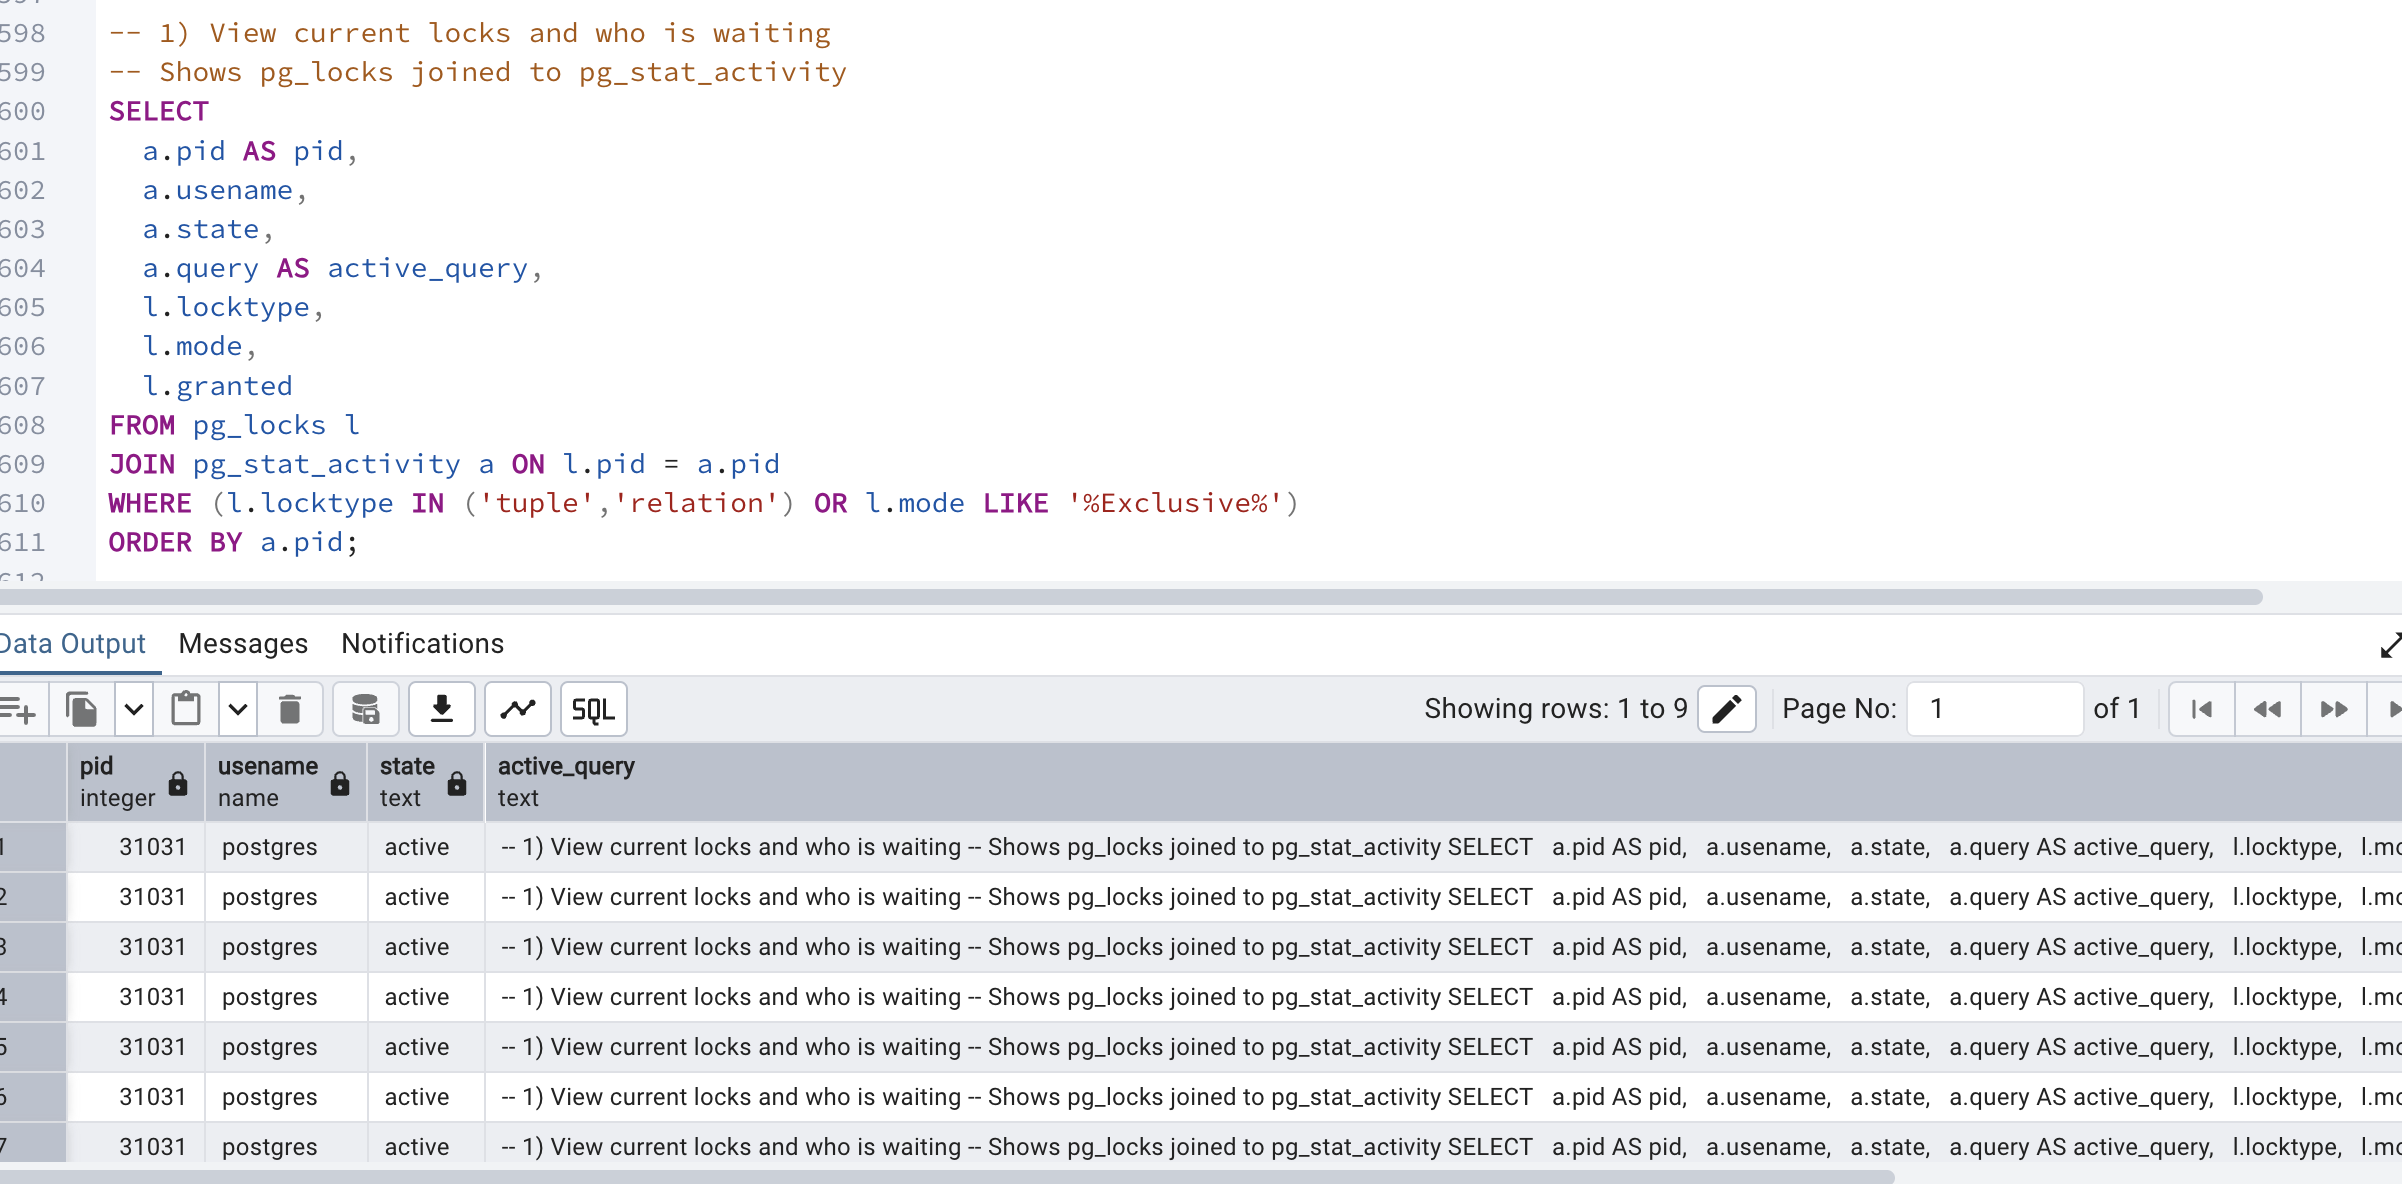 598 -- 1) View current locks and who is waiting
599 -- Shows pg_locks joined to pg_stat_activity
600 SELECT
601 a.pid AS pid,
602 a.usename,
603 a.state,
604 a.query AS active_query,
605 l.locktype,
606 l.mode,
607 l.granted
608 FROM pg_locks l
609 JOIN pg_stat_activity a ON l.pid = a.pid
610 WHERE (l.locktype IN ('tuple','relation') OR l.mode LIKE '%Exclusive%')
611 ORDER BY a.pid;
612
Data Output Messages Notifications
SQL Showing rows: 1 to 9 Page No: 1 of 1
pid usename state active_query
integer name text text
1 31031 postgres active -- 1) View current locks and who is waiting -- Shows pg_locks joined to pg_stat_activity SELECT a.pid AS pid, a.usename, a.state, a.query AS active_query, l.locktype, l.mo
2 31031 postgres active -- 1) View current locks and who is waiting -- Shows pg_locks joined to pg_stat_activity SELECT a.pid AS pid, a.usename, a.state, a.query AS active_query, l.locktype, l.mo
3 31031 postgres active -- 1) View current locks and who is waiting -- Shows pg_locks joined to pg_stat_activity SELECT a.pid AS pid, a.usename, a.state, a.query AS active_query, l.locktype, l.mo
4 31031 postgres active -- 1) View current locks and who is waiting -- Shows pg_locks joined to pg_stat_activity SELECT a.pid AS pid, a.usename, a.state, a.query AS active_query, l.locktype, l.mo
5 31031 postgres active -- 1) View current locks and who is waiting -- Shows pg_locks joined to pg_stat_activity SELECT a.pid AS pid, a.usename, a.state, a.query AS active_query, l.locktype, l.mo
6 31031 postgres active -- 1) View current locks and who is waiting -- Shows pg_locks joined to pg_stat_activity SELECT a.pid AS pid, a.usename, a.state, a.query AS active_query, l.locktype, l.mo
7 31031 postgres active -- 1) View current locks and who is waiting -- Shows pg_locks joined to pg_stat_activity SELECT a.pid AS pid, a.usename, a.state, a.query AS active_query, l.locktype, l.mo